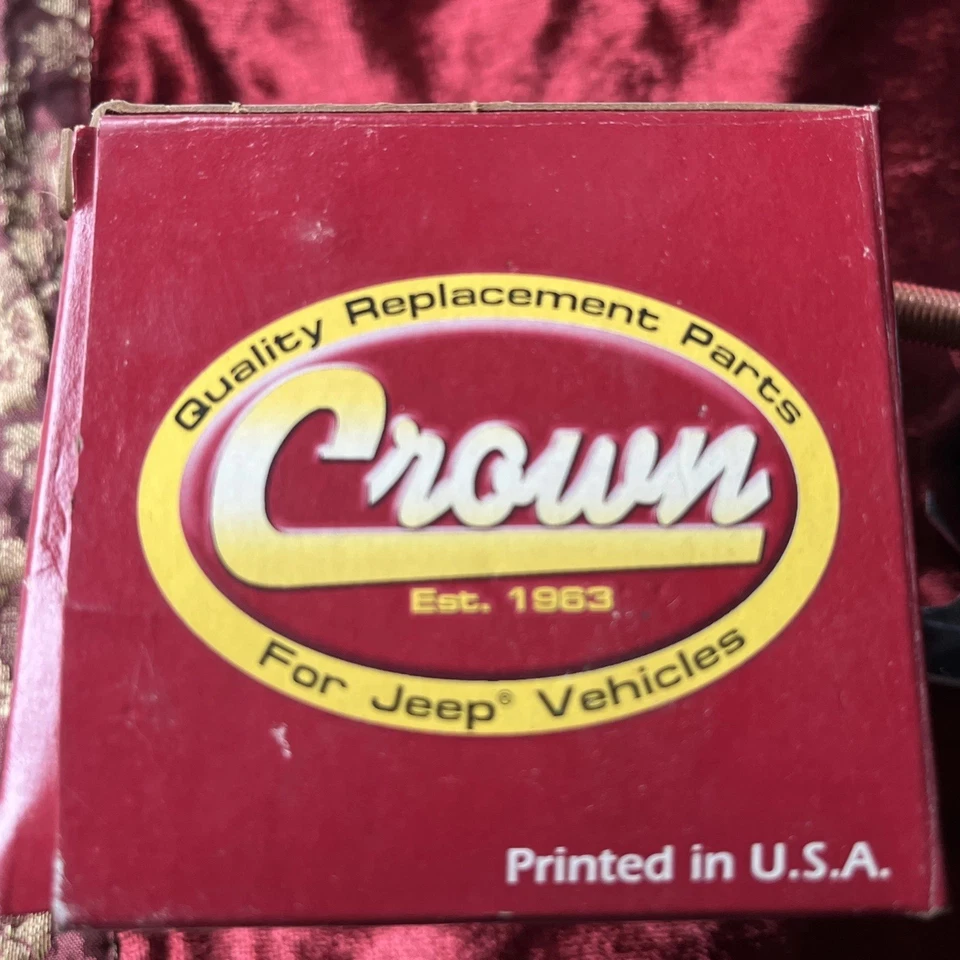 Quality Replacement Parts
Crown
Est. 1963
For Jeep® Vehicles
Printed in U.S.A.